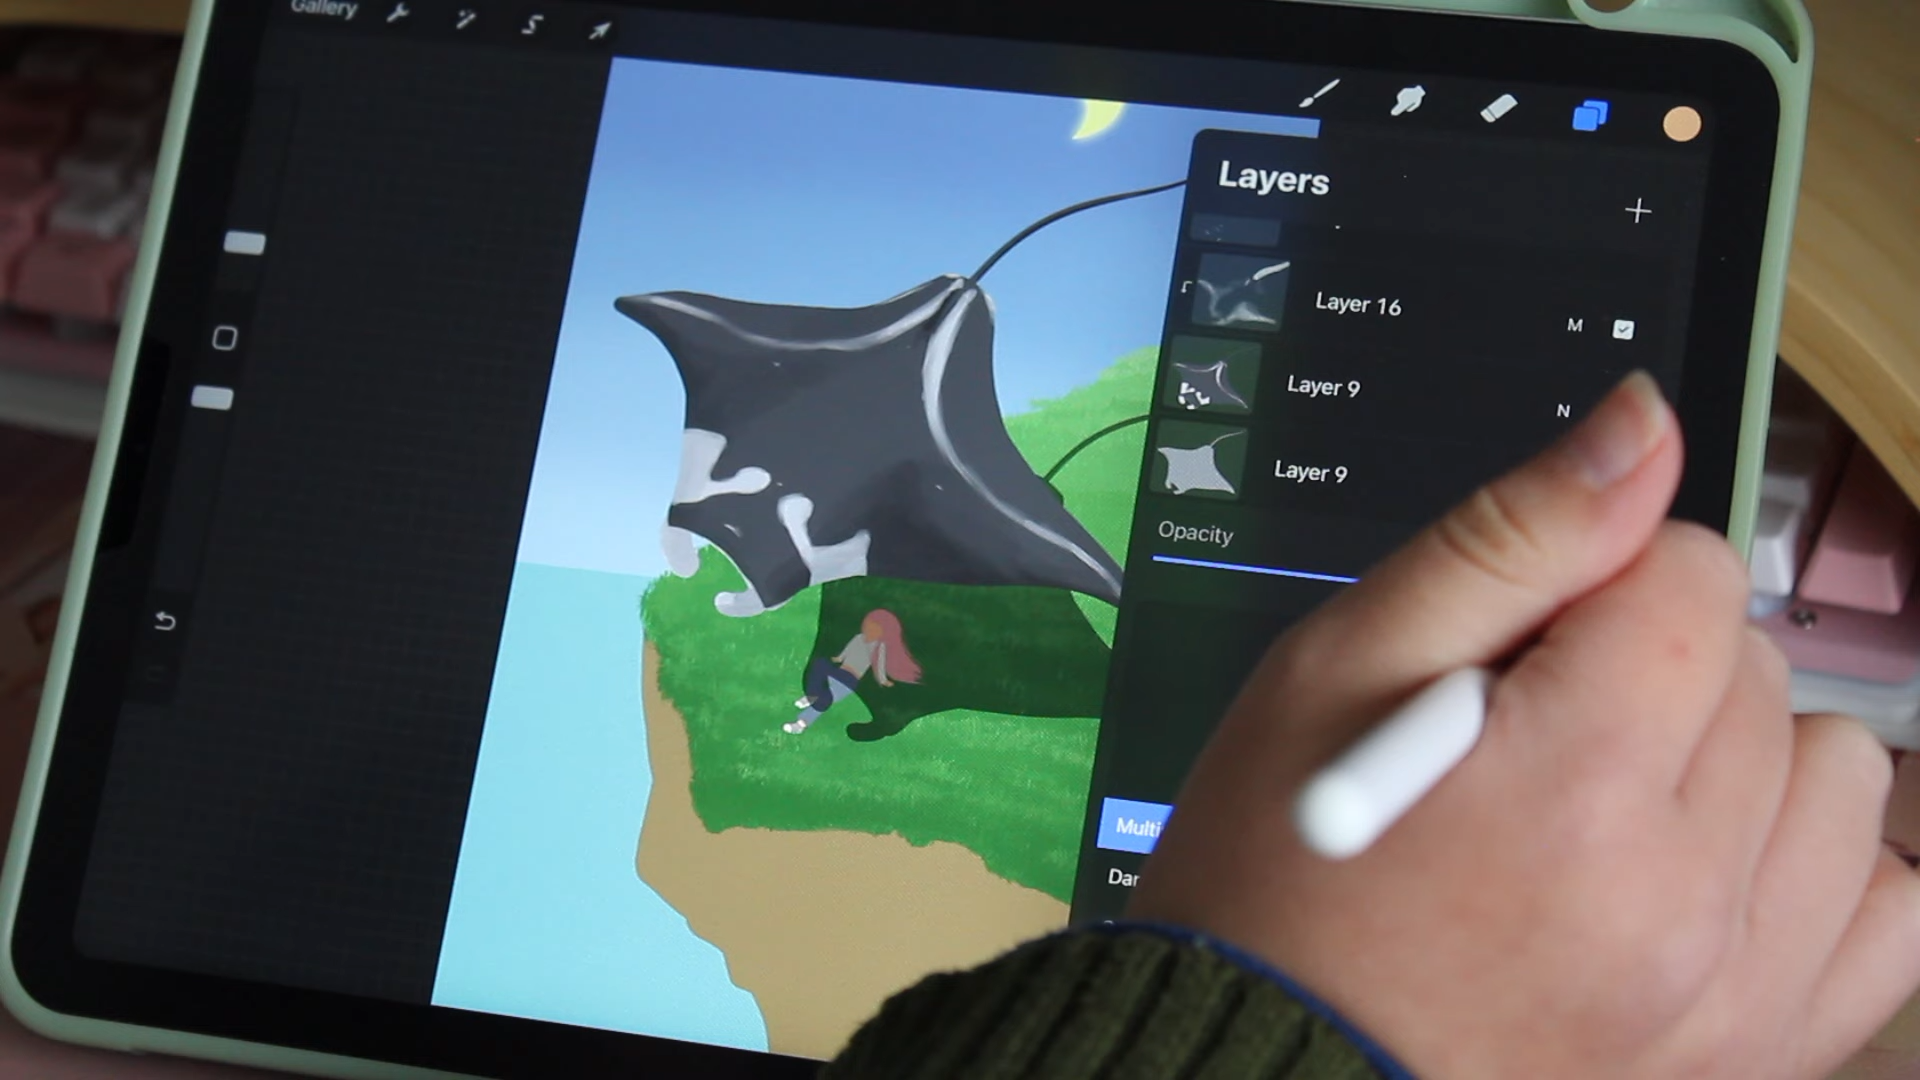 Gallery
Layers
Layer 16
M
Layer 9
N
Layer 9
Opacity